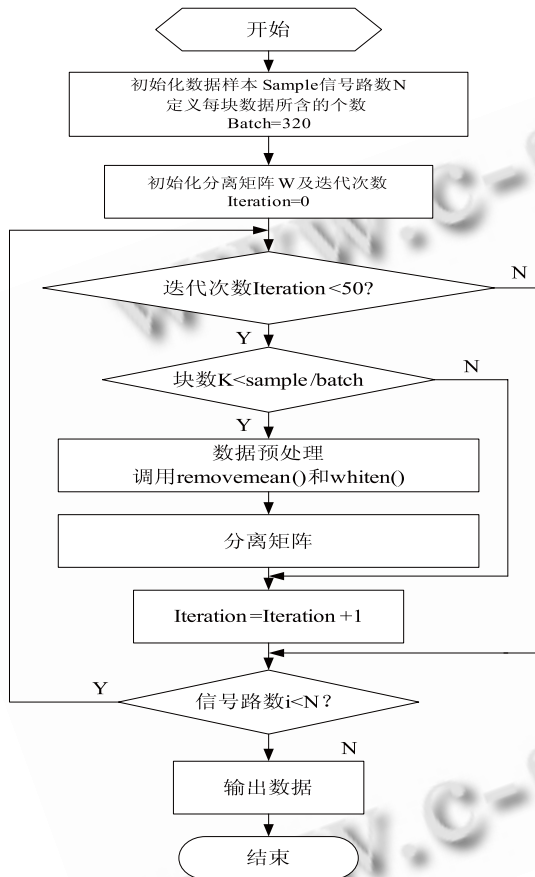 开始
初始化数据样本 Sample信号路数N
定义每块数据所含的个数
Batch=320
初始化分离矩阵 W 及迭代次数
Iteration=0
迭代次数Iteration<50?
N
Y
块数K<sample/batch
N
Y
数据预处理
调用removemean()和whiten()
分离矩阵
Iteration=Iteration+1
Y
信号路数i<N?
N
输出数据
结束